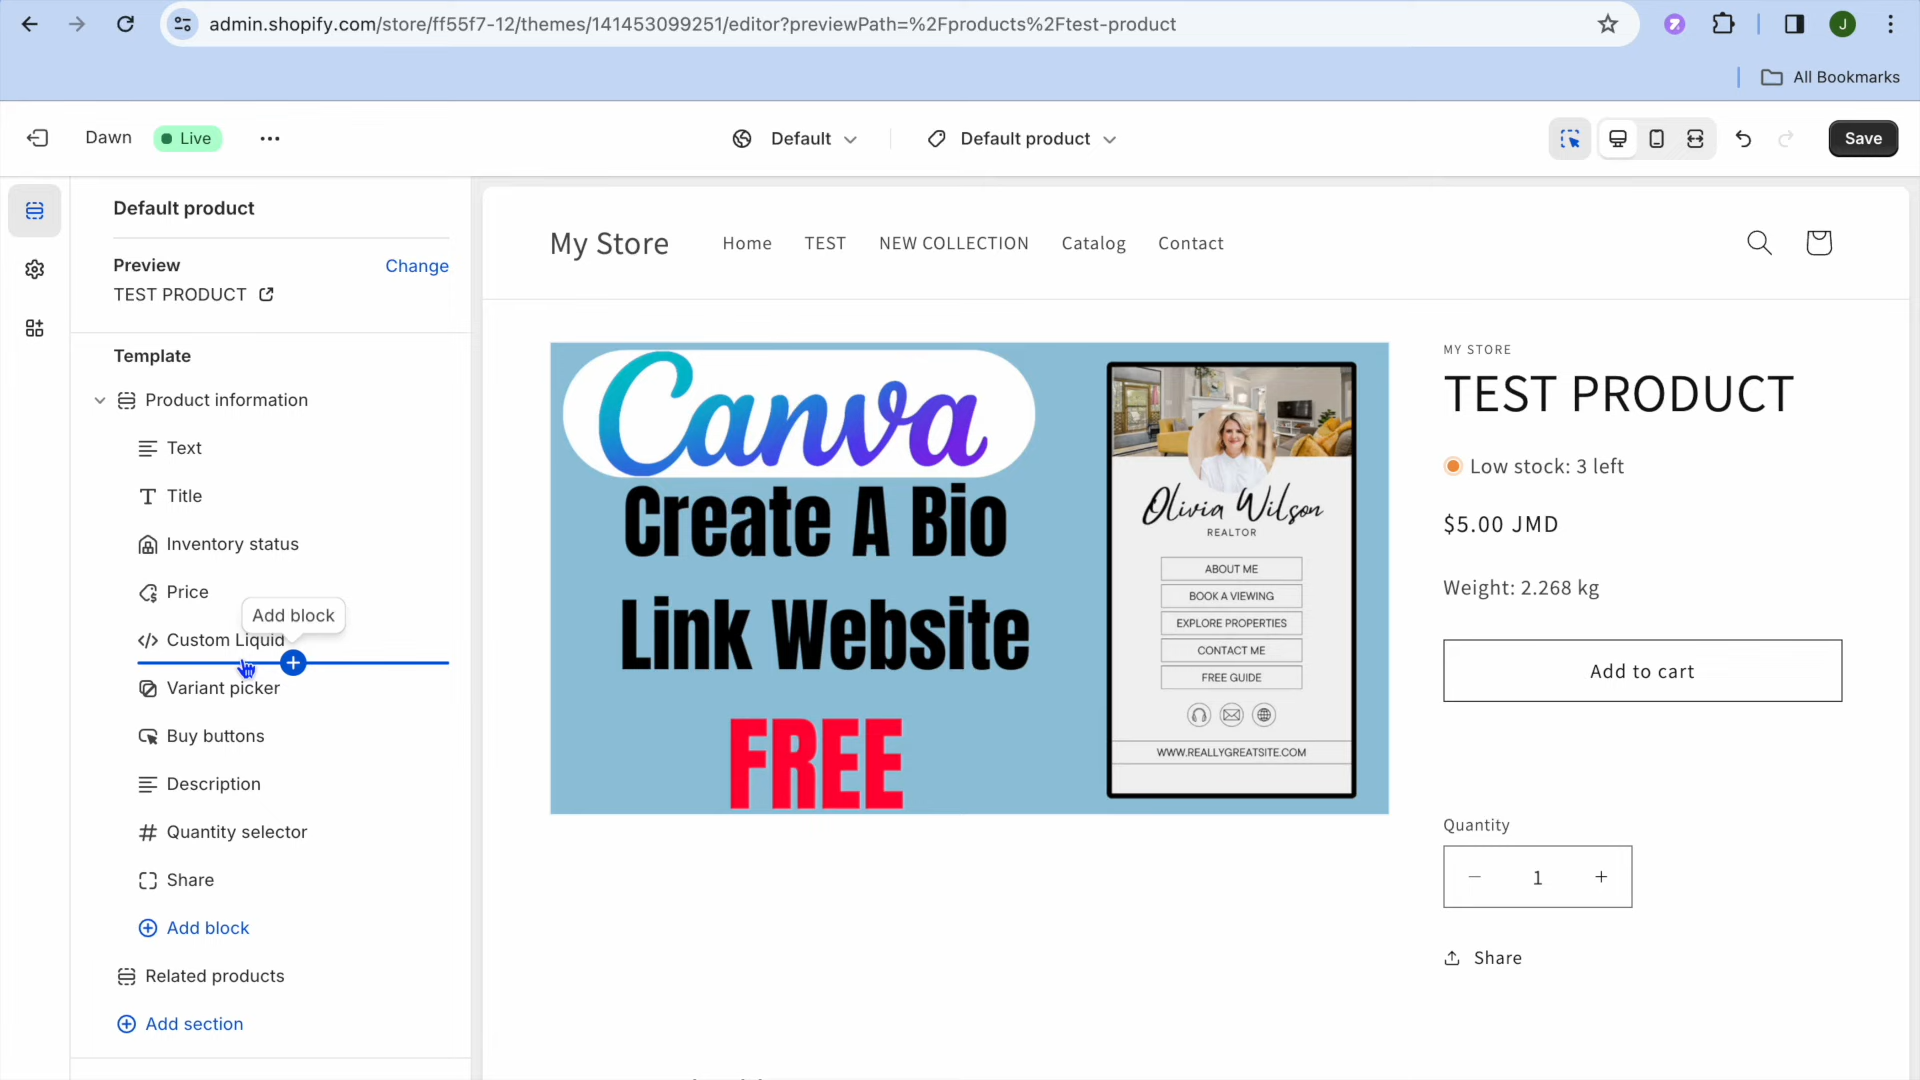 admin.shopify.com/store/ff55f7-12/themes/141453099251/editor?previewPath=%2Fproducts%2Ftest-product
J
All Bookmarks
Dawn
Live
Default
Default product
Save
Default product
Preview
Change
TEST PRODUCT
Template
Product information
Text
Title
Inventory status
Price
Add block
Custom Liquid
Variant picker
Buy buttons
Description
Quantity selector
Share
Add block
Related products
Add section
My Store
Home
TEST
NEW COLLECTION
Catalog
Contact
Canva
Create A Bio
Link Website
FREE
Olivia Wilson
REALTOR
ABOUT ME
BOOK A VIEWING
EXPLORE PROPERTIES
CONTACT ME
FREE GUIDE
WWW.REALLYGREATSITE.COM
MY STORE
TEST PRODUCT
Low stock: 3 left
$5.00 JMD
Weight: 2.268 kg
Add to cart
Quantity
1
Share